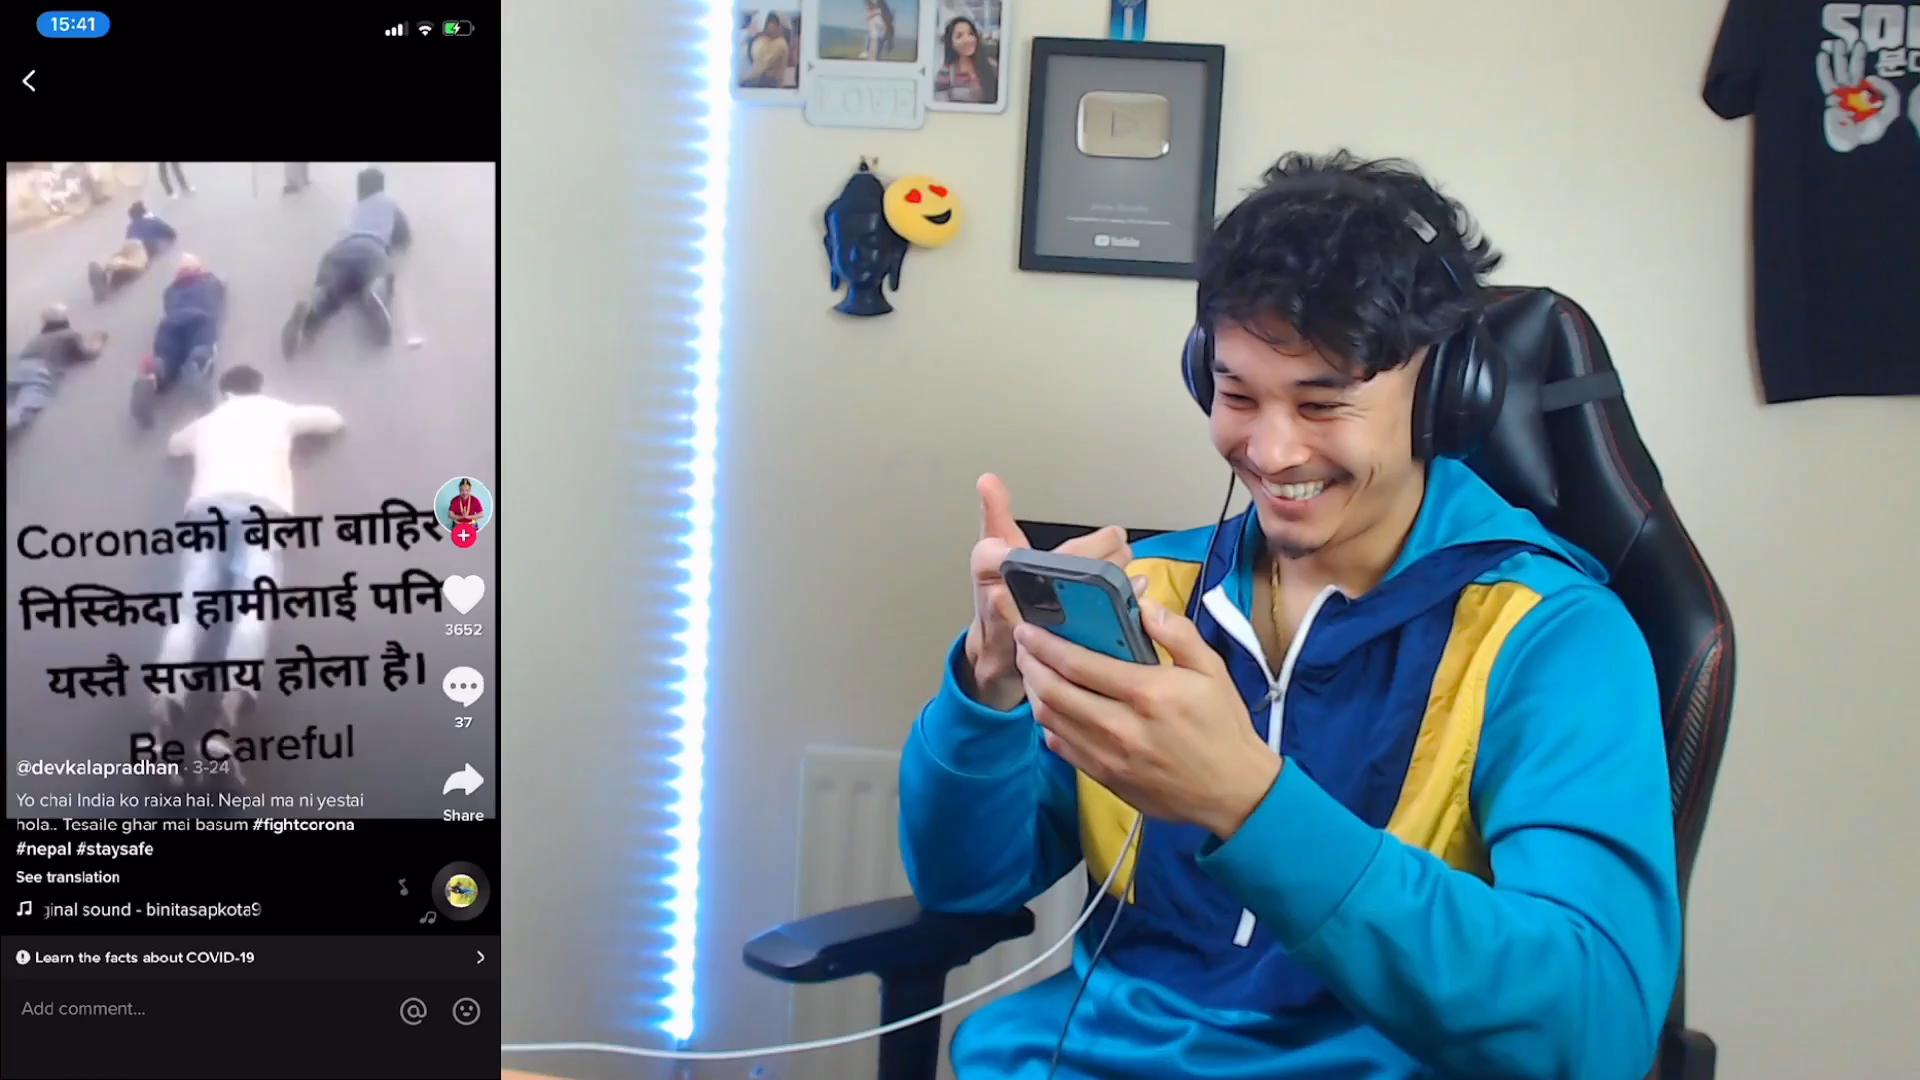 15:41
Coronaको बेला बाहिर
निस्किदा हामीलाई पनि
यस्तै सजाय होला है।
Be Careful
3652
37
Share
@devkalapradhan · 3-24
Yo chai India ko raixa hai. Nepal ma ni yestai
hola.. Tesaile ghar mai basum #fightcorona
#nepal #staysafe
See translation
ginal sound - binitasapkota9
Learn the facts about COVID-19
Add comment...
LOVE
YouTube